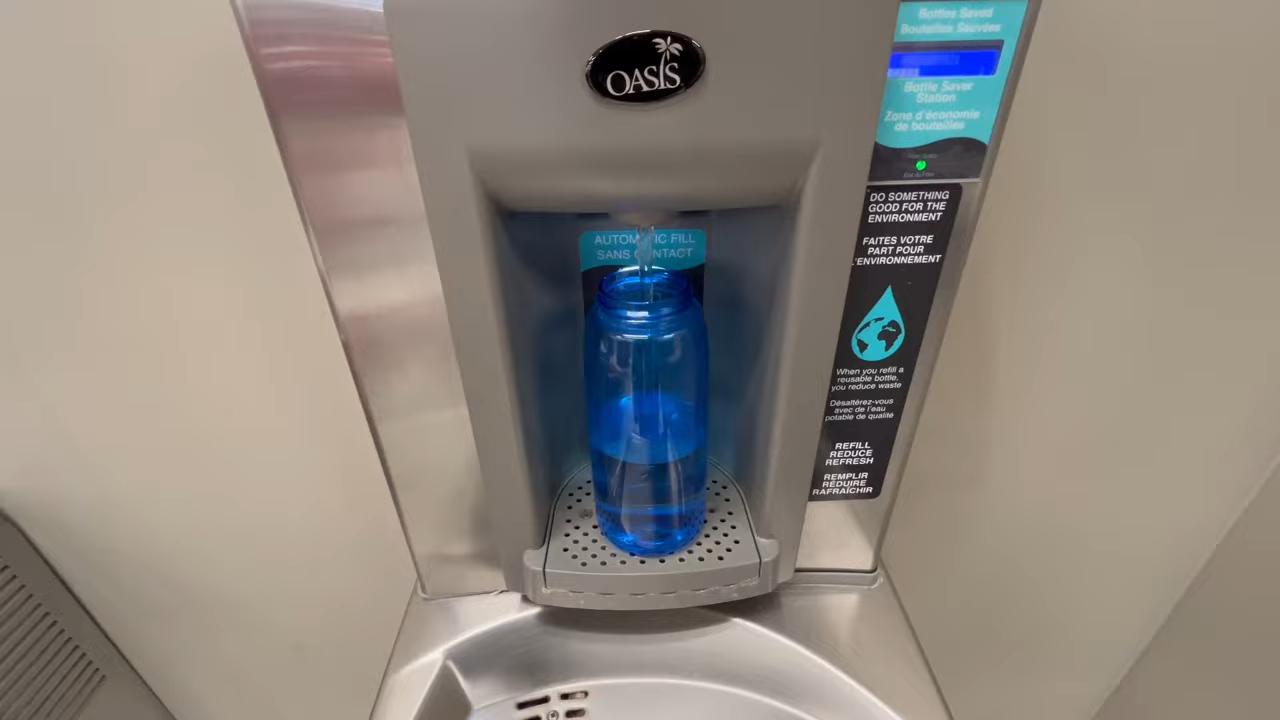 OASIS
Bottles Saved
Bouteilles Sauvées
Bottle Saver
Station
Zone d'économie
de bouteilles
AUTOMATIC FILL
SANS CONTACT
DO SOMETHING
GOOD FOR THE
ENVIRONMENT
FAITES VOTRE
PART POUR
L'ENVIRONNEMENT
When you refill a
reusable bottle,
you reduce waste
Désaltérez-vous
avec de l'eau
potable de qualité
REFILL
REDUCE
REFRESH
REMPLIR
RÉDUIRE
RAFRAÎCHIR